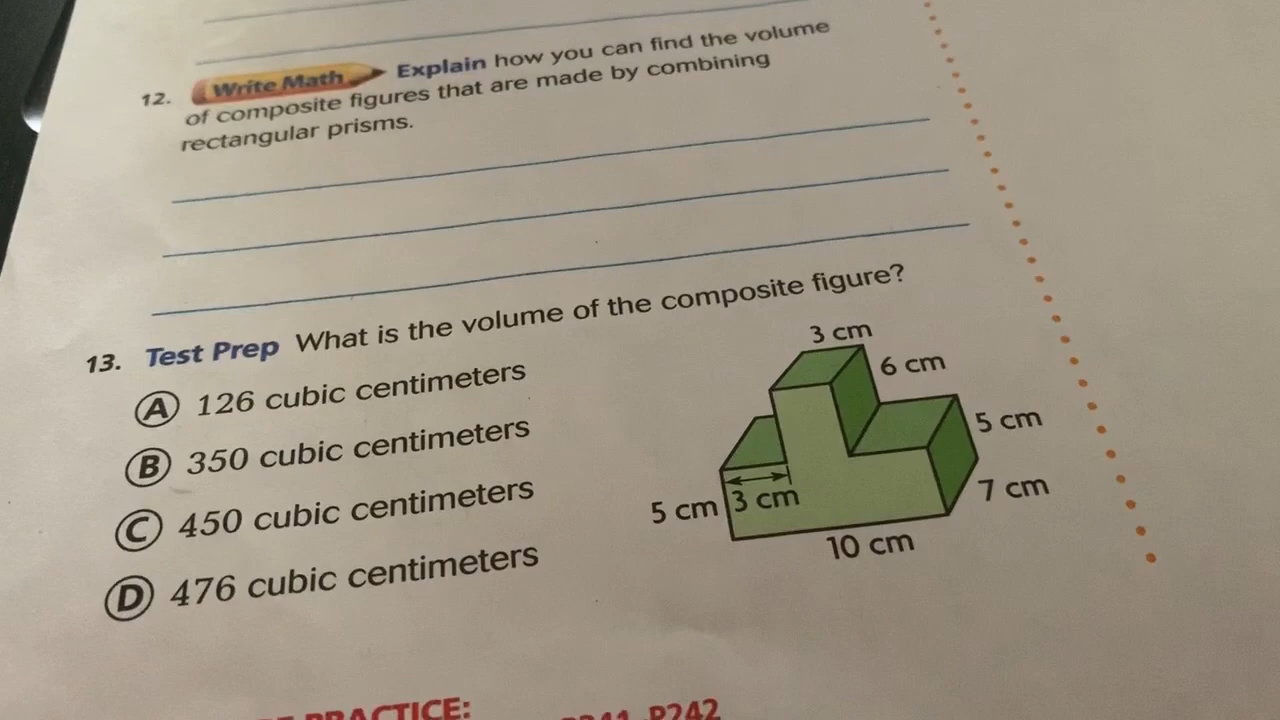 12. Write Math Explain how you can find the volume
of composite figures that are made by combining
rectangular prisms.
13. Test Prep What is the volume of the composite figure?
A 126 cubic centimeters
B 350 cubic centimeters
C 450 cubic centimeters
D 476 cubic centimeters
3 cm
6 cm
5 cm
7 cm
5 cm
3 cm
10 cm
PRACTICE:
P242